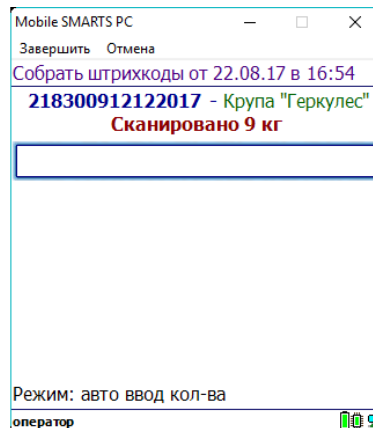 Mobile SMARTS PC
Завершить Отмена
Собрать штрихкоды от 22.08.17 в 16:54
218300912122017 - Крупа "Геркулес"
Сканировано 9 кг
Режим: авто ввод кол-ва
оператор